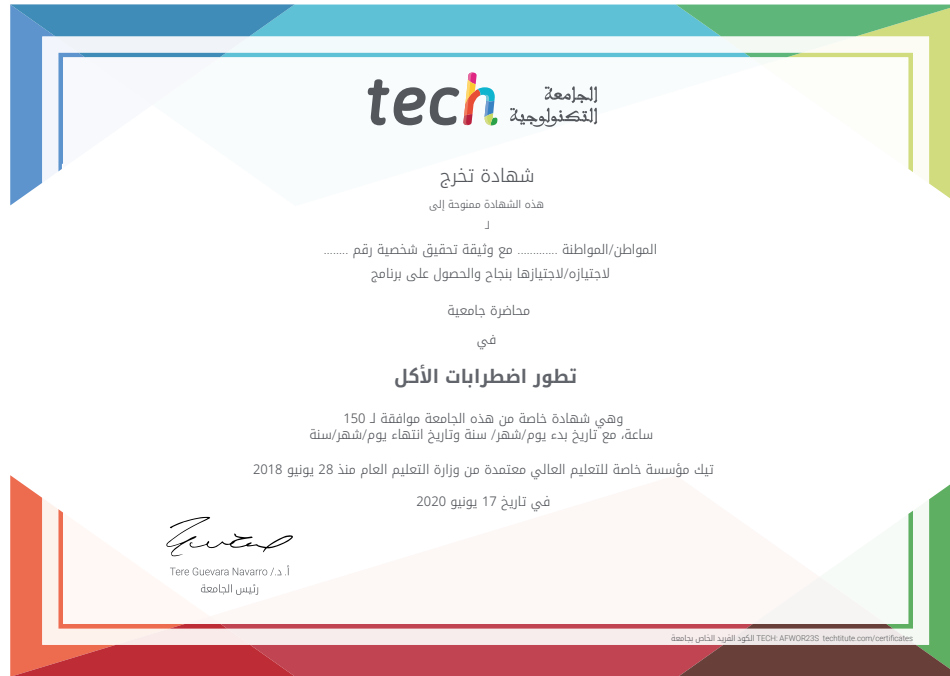 tech الجامعة
التكنولوجية
شهادة تخرج
هذه الشهادة ممنوحة إلى
لـ
المواطن/المواطنة ............. مع وثيقة تحقيق شخصية رقم ........
لاجتيازه/لاجتيازها بنجاح والحصول على برنامج
محاضرة جامعية
في
تطور اضطرابات الأكل
وهي شهادة خاصة من هذه الجامعة موافقة لـ 150
ساعة، مع تاريخ بدء يوم/شهر/ سنة وتاريخ انتهاء يوم/شهر/سنة
تيك مؤسسة خاصة للتعليم العالي معتمدة من وزارة التعليم العام منذ 28 يونيو 2018
في تاريخ 17 يونيو 2020
أ. د./ Tere Guevara Navarro
رئيس الجامعة
الكود الفريد الخاص بجامعة TECH: AFWOR23S techtitute.com/certificates